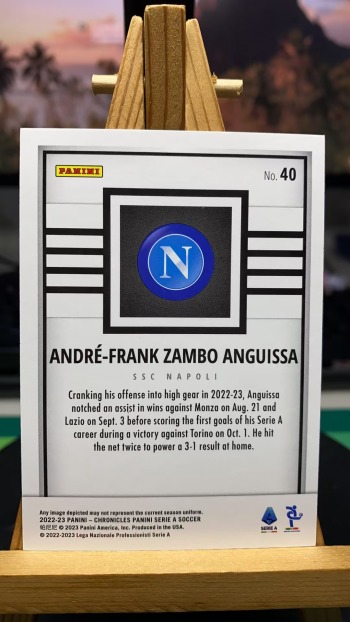 PANINI
No. 40
N
ANDRÉ-FRANK ZAMBO ANGUISSA
SSC NAPOLI
Cranking his offense into high gear in 2022-23, Anguissa
notched an assist in wins against Monza on Aug. 21 and
Lazio on Sept. 3 before scoring the first goals of his Serie A
career during a victory against Torino on Oct. 1. He hit
the net twice to power a 3-1 result at home.
Any image depicted may not represent the current season uniform.
2022-23 PANINI – CHRONICLES PANINI SERIE A SOCCER
帕尼尼 © 2023 Panini America, Inc. Produced in the USA.
© 2022-2023 Lega Nazionale Professionisti Serie A
SERIE A